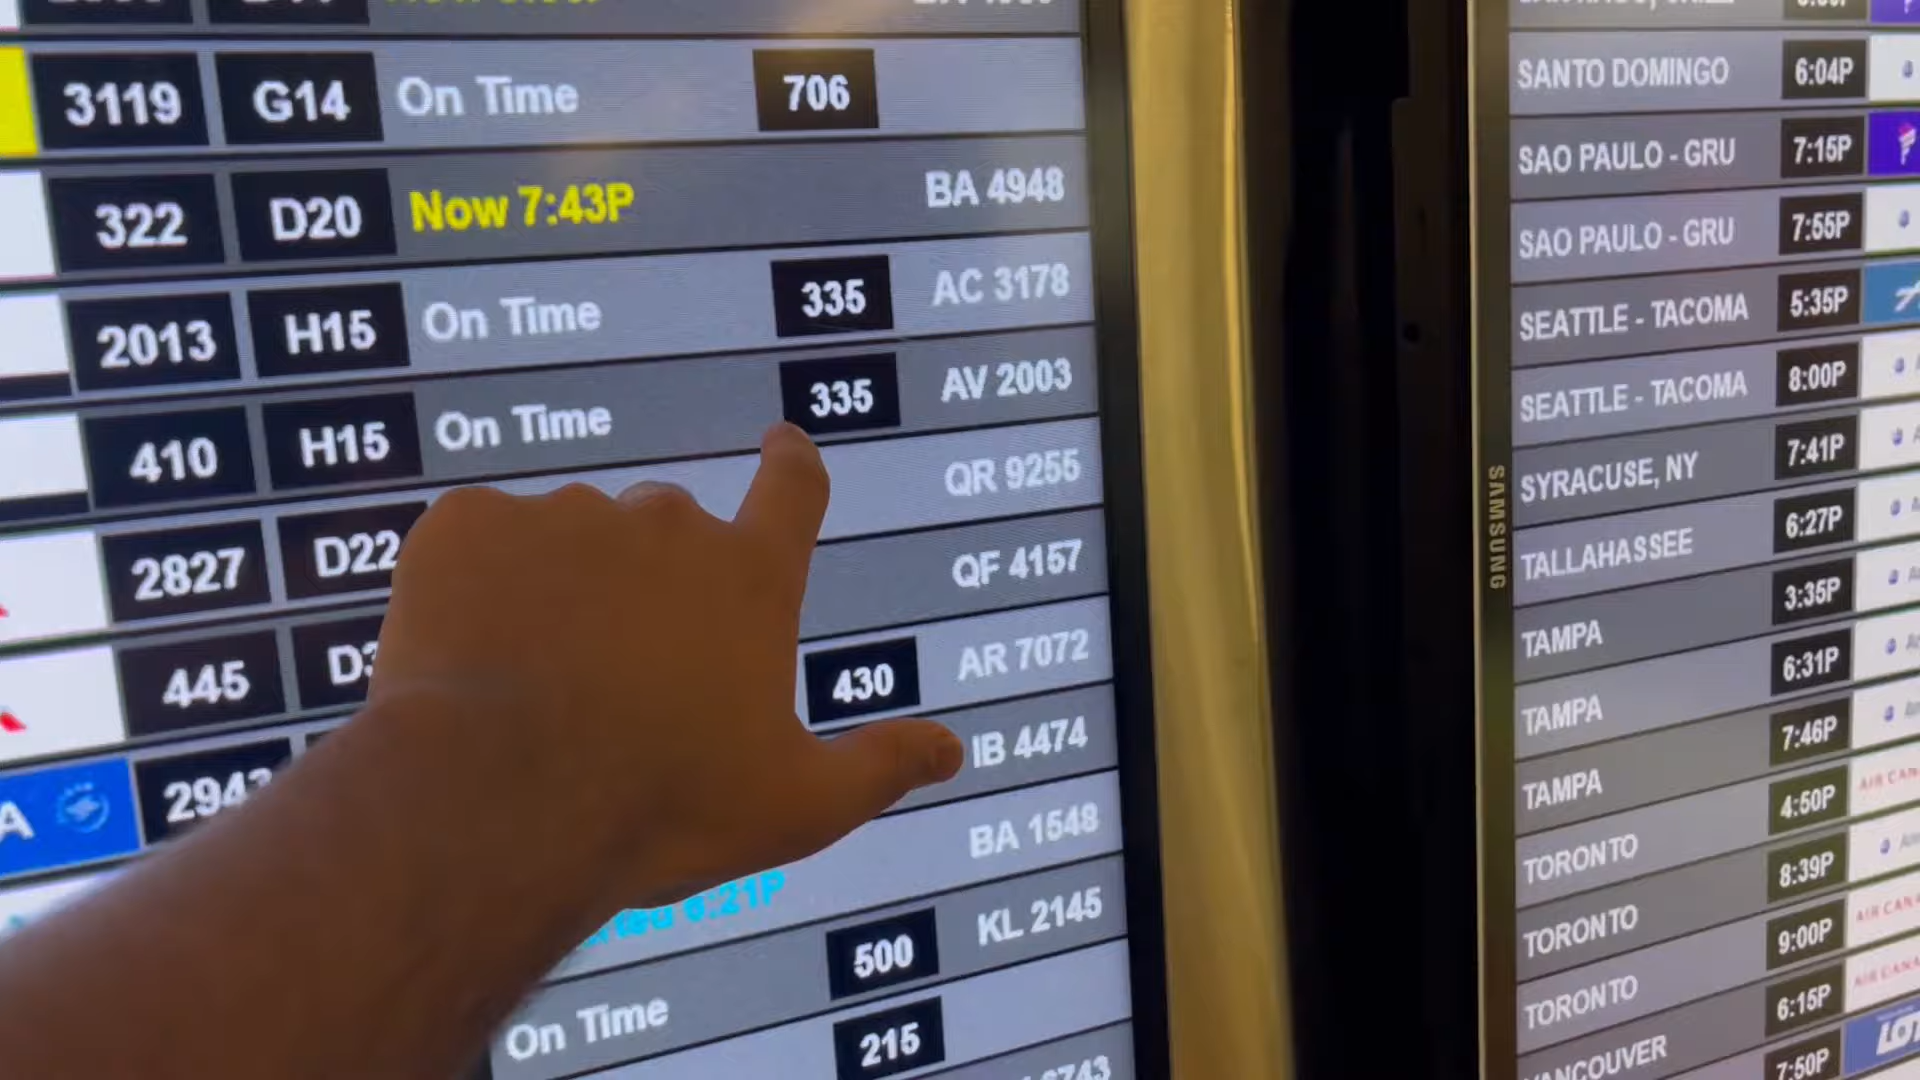 3119 G14 On Time 706
322 D20 Now 7:43P BA 4948
2013 H15 On Time 335 AC 3178
410 H15 On Time 335 AV 2003
2827 D22 QR 9255
445 QF 4157
430 AR 7072
IB 4474
6:21P BA 1548
500 KL 2145
On Time 215
SAMSUNG
SANTO DOMINGO 6:04P
SAO PAULO - GRU 7:15P
SAO PAULO - GRU 7:55P
SEATTLE - TACOMA 5:35P
SEATTLE - TACOMA 8:00P
SYRACUSE, NY 7:41P
TALLAHASSEE 6:27P
TAMPA 3:35P
TAMPA 6:31P
TAMPA 7:46P
TORONTO 4:50P
TORONTO 8:39P
TORONTO 9:00P
VANCOUVER 6:15P
7:50P